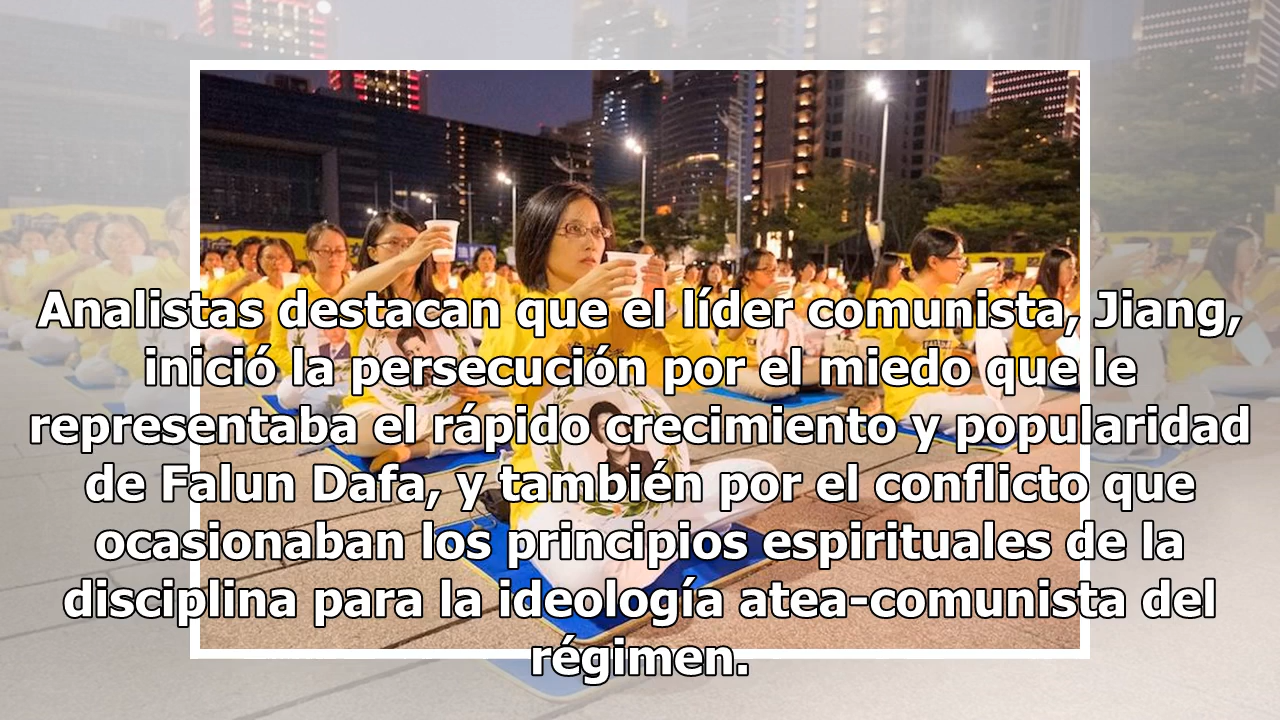 Analistas destacan que el líder comunista, Jiang,
inició la persecución por el miedo que le
representaba el rápido crecimiento y popularidad
de Falun Dafa, y también por el conflicto que
ocasionaban los principios espirituales de la
disciplina para la ideología atea-comunista del
régimen.